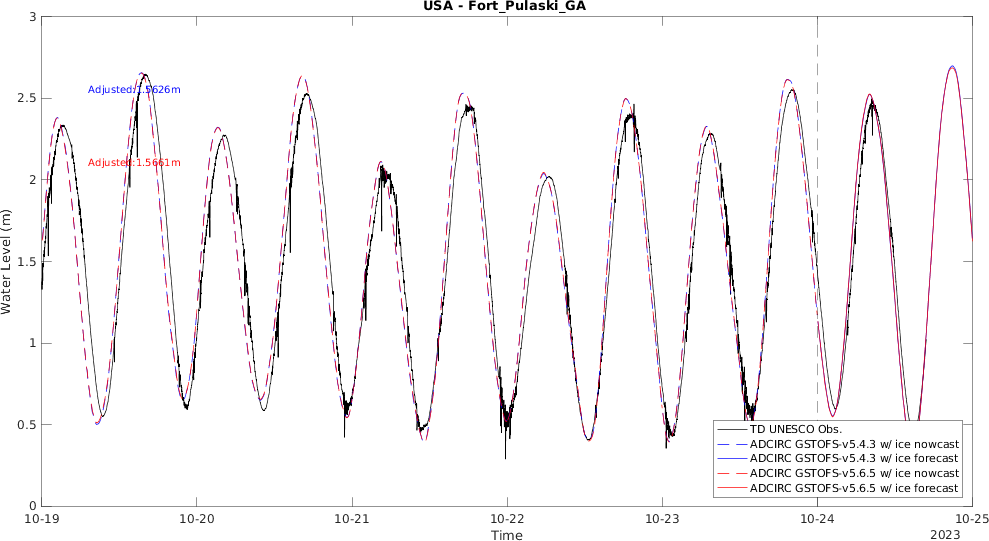 USA - Fort_Pulaski_GA
3
2.5
2
1.5
1
0.5
0
Water Level (m)
Adjusted:1.5626m
Adjusted:1.5661m
TD UNESCO Obs.
ADCIRC GSTOFS-v5.4.3 w/ ice nowcast
ADCIRC GSTOFS-v5.4.3 w/ ice forecast
ADCIRC GSTOFS-v5.6.5 w/ ice nowcast
ADCIRC GSTOFS-v5.6.5 w/ ice forecast
10-19 10-20 10-21 10-22 10-23 10-24 10-25
Time
2023